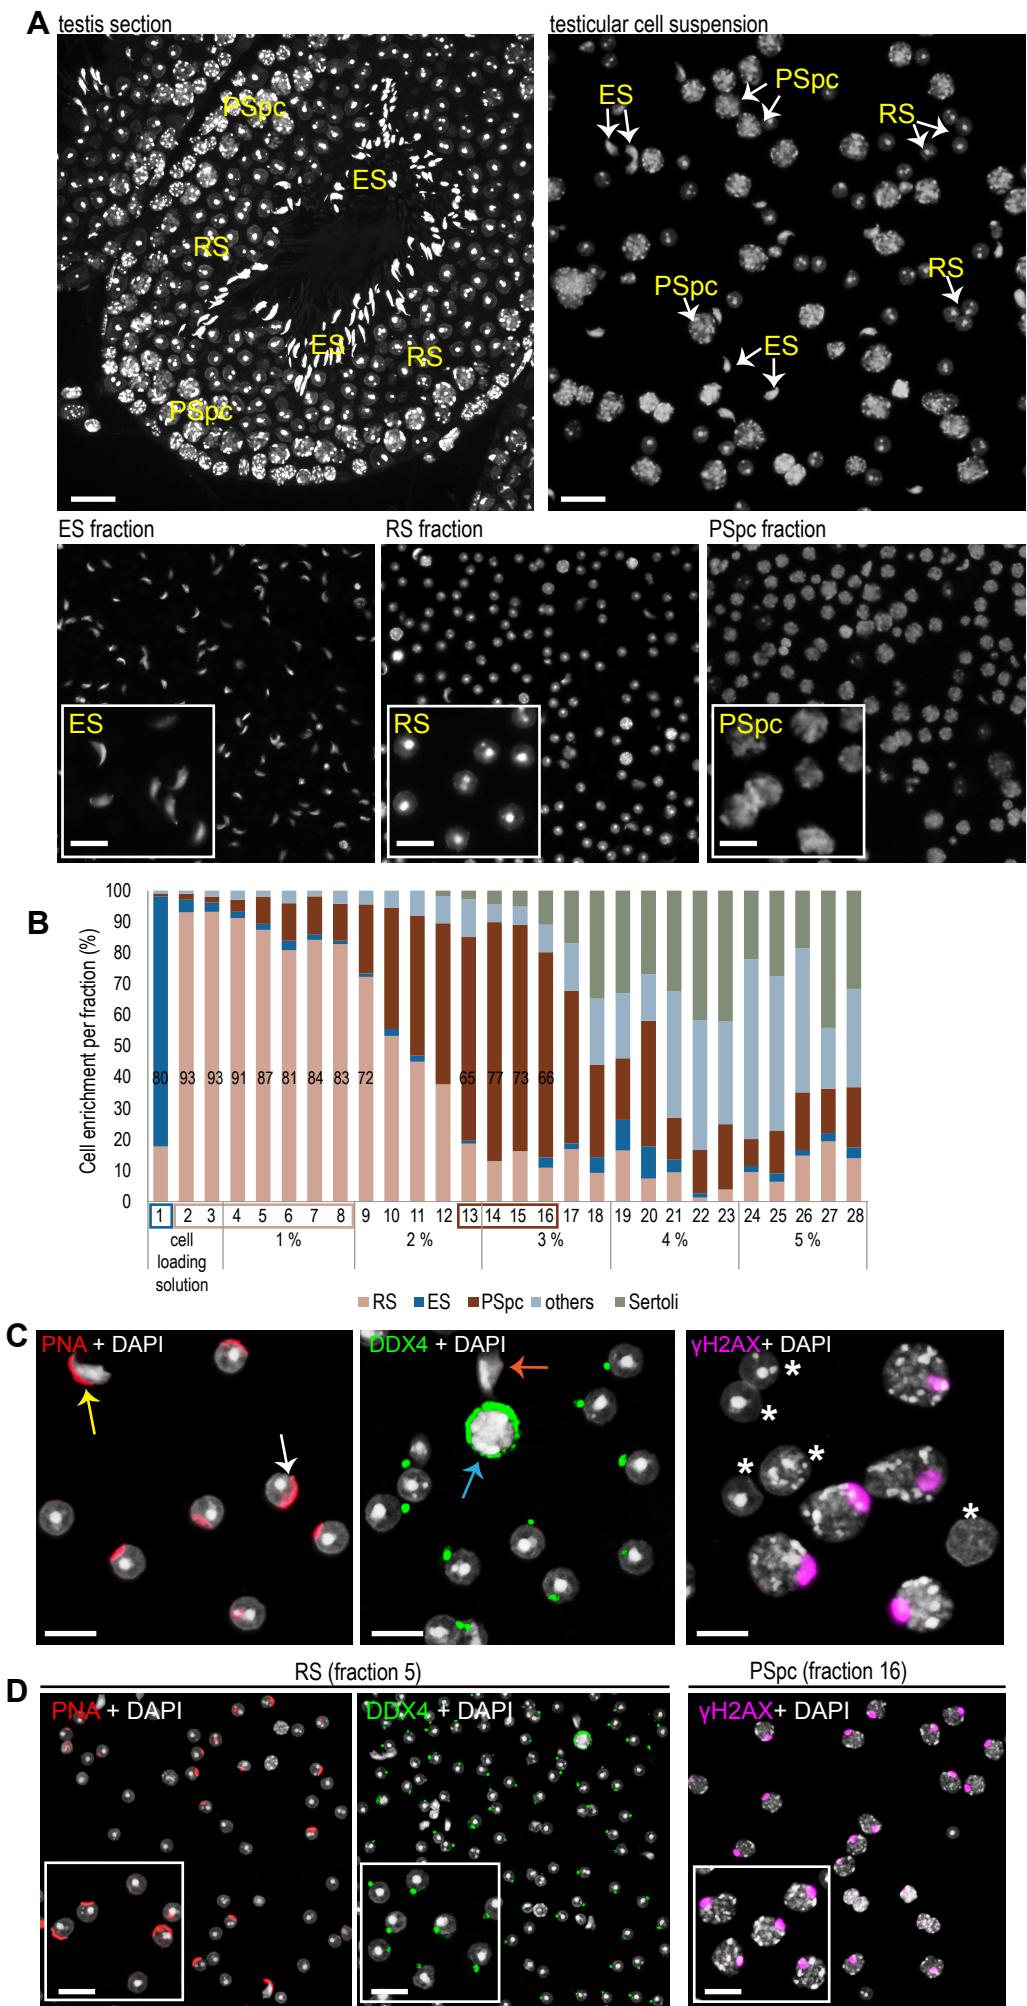 A
testis section
testicular cell suspension
PSpc
ES
RS
ES
RS
PSpc
ES
PSpc
RS
RS
PSpc
ES
ES fraction
RS fraction
PSpc fraction
ES
RS
PSpc
B
Cell enrichment per fraction (%)
100
90
80
70
60
50
40
30
20
10
0
80 93 93 91 87 81 84 83 72 65 77 73 66
1 2 3 4 5 6 7 8 9 10 11 12 13 14 15 16 17 18 19 20 21 22 23 24 25 26 27 28
cell loading solution
1 % 2 % 3 % 4 % 5 %
RS ES PSpc others Sertoli
C
PNA + DAPI
DDX4 + DAPI
γH2AX+ DAPI
* * * * *
D
RS (fraction 5)
PSpc (fraction 16)
PNA + DAPI
DDX4 + DAPI
γH2AX+ DAPI